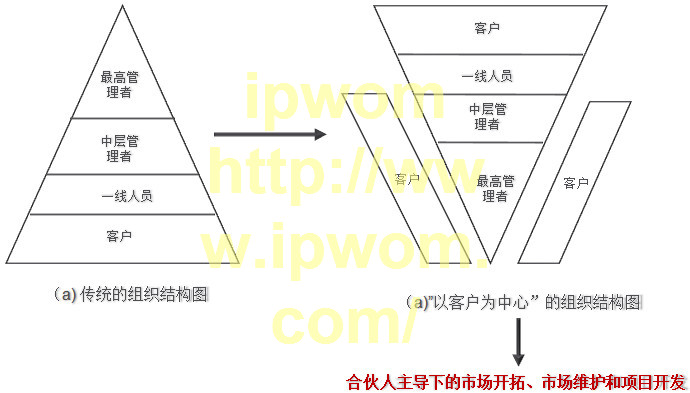 最高管
理者
中层管
理者
一线人员
客户
(a) 传统的组织结构图
客户
一线人员
中层管
理者
最高管
理者
客户
客户
(a)”以客户为中心”的组织结构图
合伙人主导下的市场开拓、市场维护和项目开发
ipwom
http://ww
w.ipwom.
com/